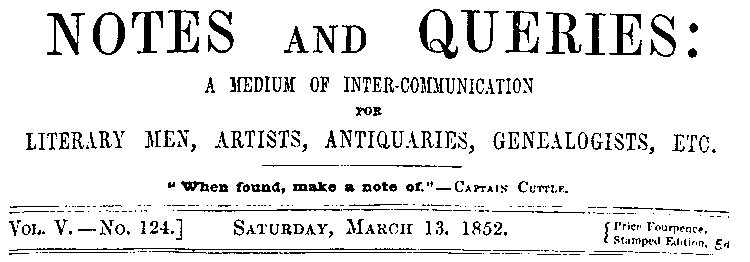 NOTES AND QUERIES:
A MEDIUM OF INTER-COMMUNICATION
FOR
LITERARY MEN, ARTISTS, ANTIQUARIES, GENEALOGISTS, ETC.
"When found, make a note of."—CAPTAIN CUTTLE.
VOL. V.—No. 124.] SATURDAY, MARCH 13. 1852. { Price Fourpence.
{ Stamped Edition, 5d